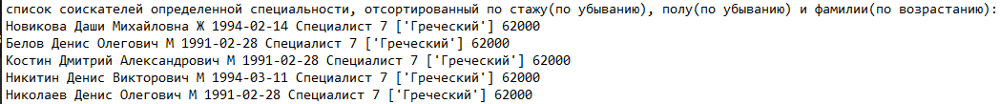 список соискателей определенной специальности, отсортированный по стажу(по убыванию), полу(по убыванию) и фамилии(по возрастанию):
Новикова Даши Михайловна Ж 1994-02-14 Специалист 7 ['Греческий'] 62000
Белов Денис Олегович М 1991-02-28 Специалист 7 ['Греческий'] 62000
Костин Дмитрий Александрович М 1991-02-28 Специалист 7 ['Греческий'] 62000
Никитин Денис Викторович М 1994-03-11 Специалист 7 ['Греческий'] 62000
Николаев Денис Олегович М 1991-02-28 Специалист 7 ['Греческий'] 62000